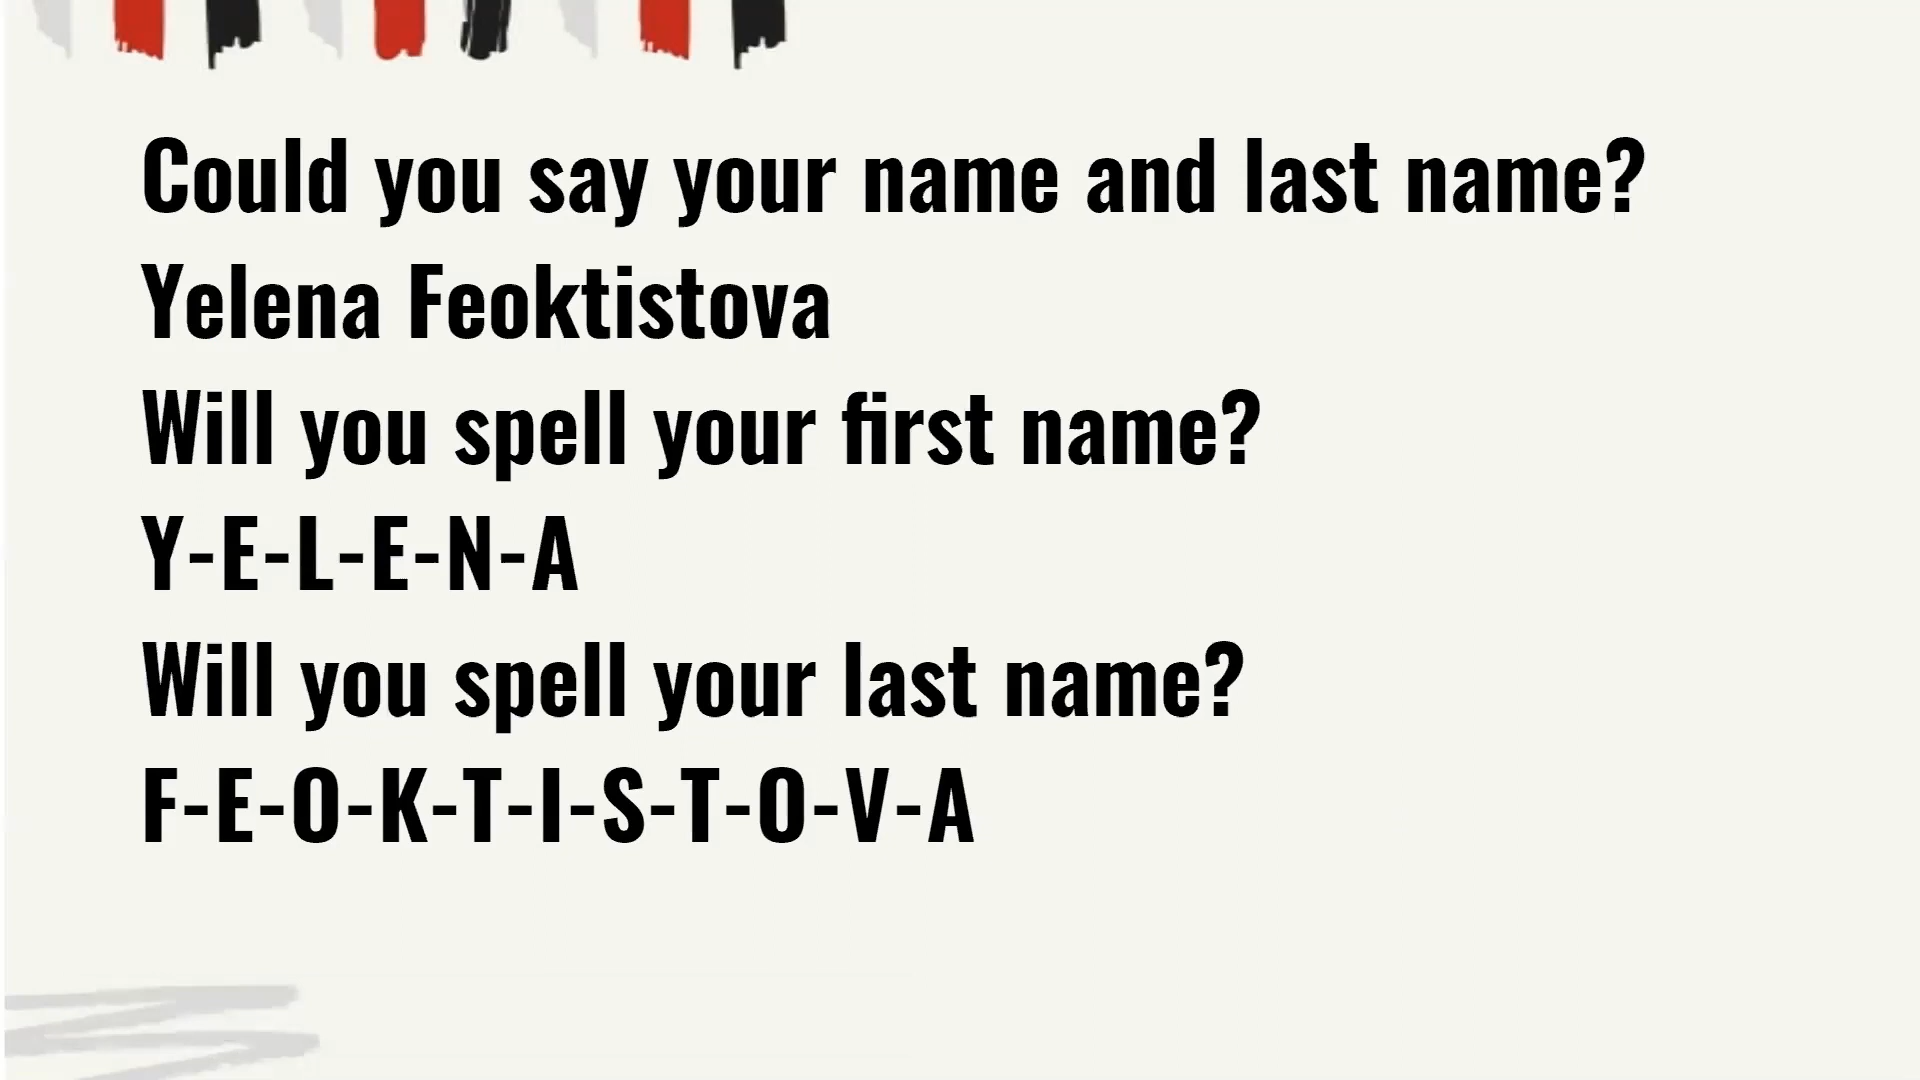 Could you say your name and last name?
Yelena Feoktistova
Will you spell your first name?
Y-E-L-E-N-A
Will you spell your last name?
F-E-O-K-T-I-S-T-O-V-A